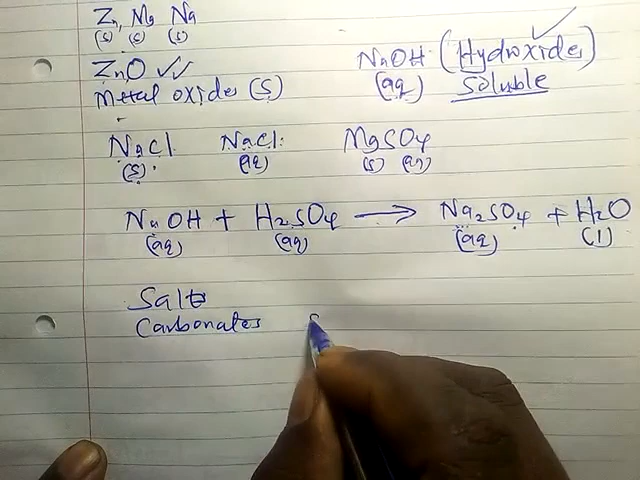 Zn, Mg Na
(s) (s) (s)
ZnO ✓✓
Metal oxides (s)
NaOH (Hydroxides)
(aq) Soluble
NaCl NaCl: MgSO4
(s). (aq) (s) (aq)
NaOH + H2SO4 → Na2SO4 + H2O
(aq) (aq) (aq) (l)
Salts
Carbonates